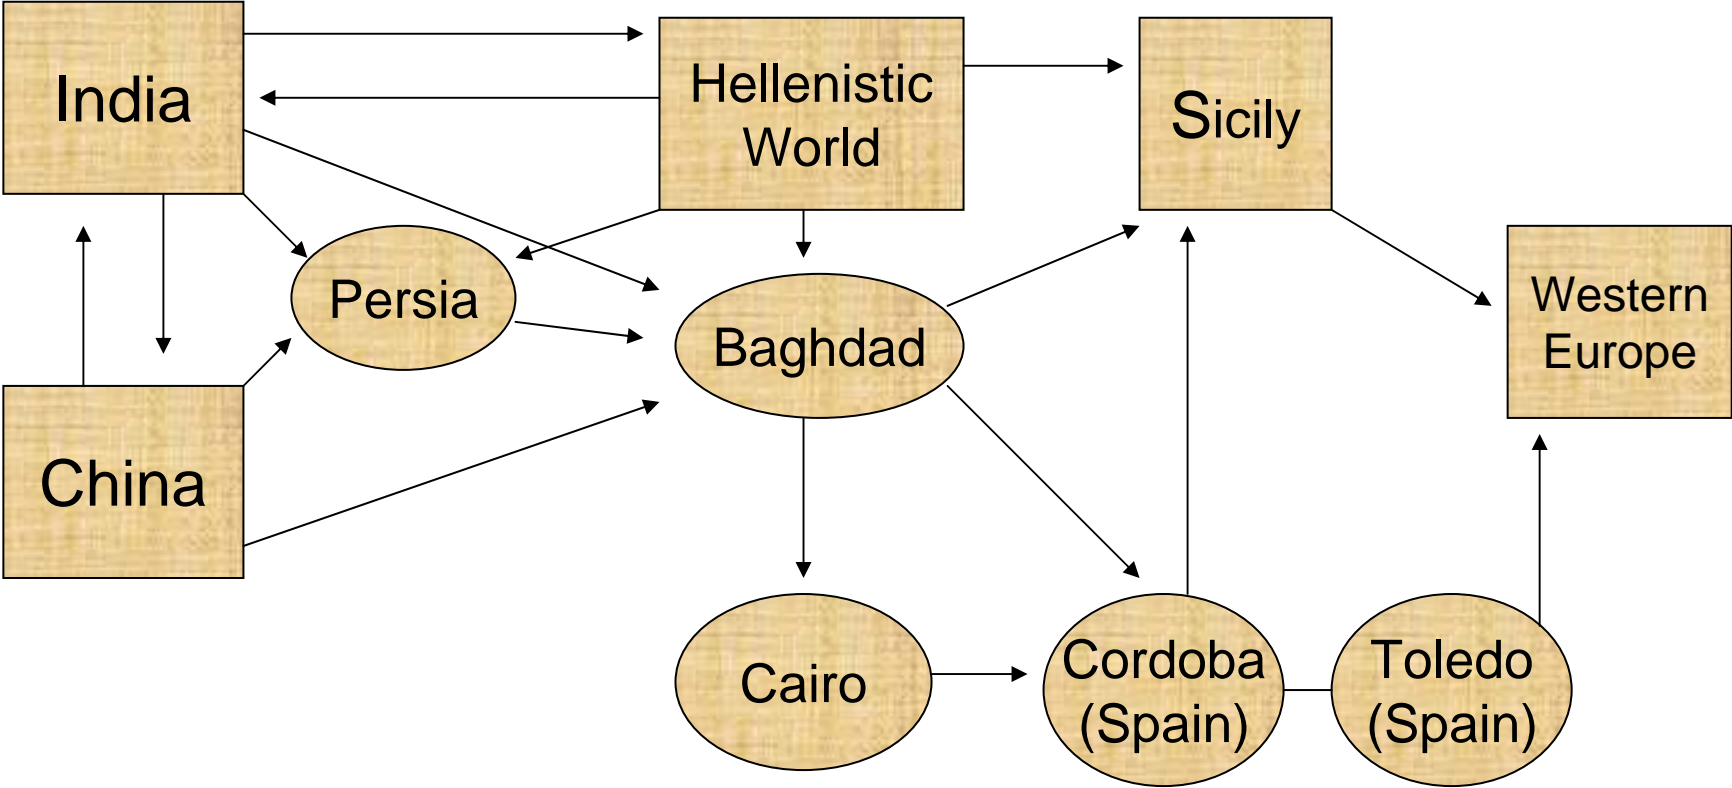 India
Hellenistic
World
Sicily
Persia
Baghdad
Western
Europe
China
Cairo
Cordoba
(Spain)
Toledo
(Spain)